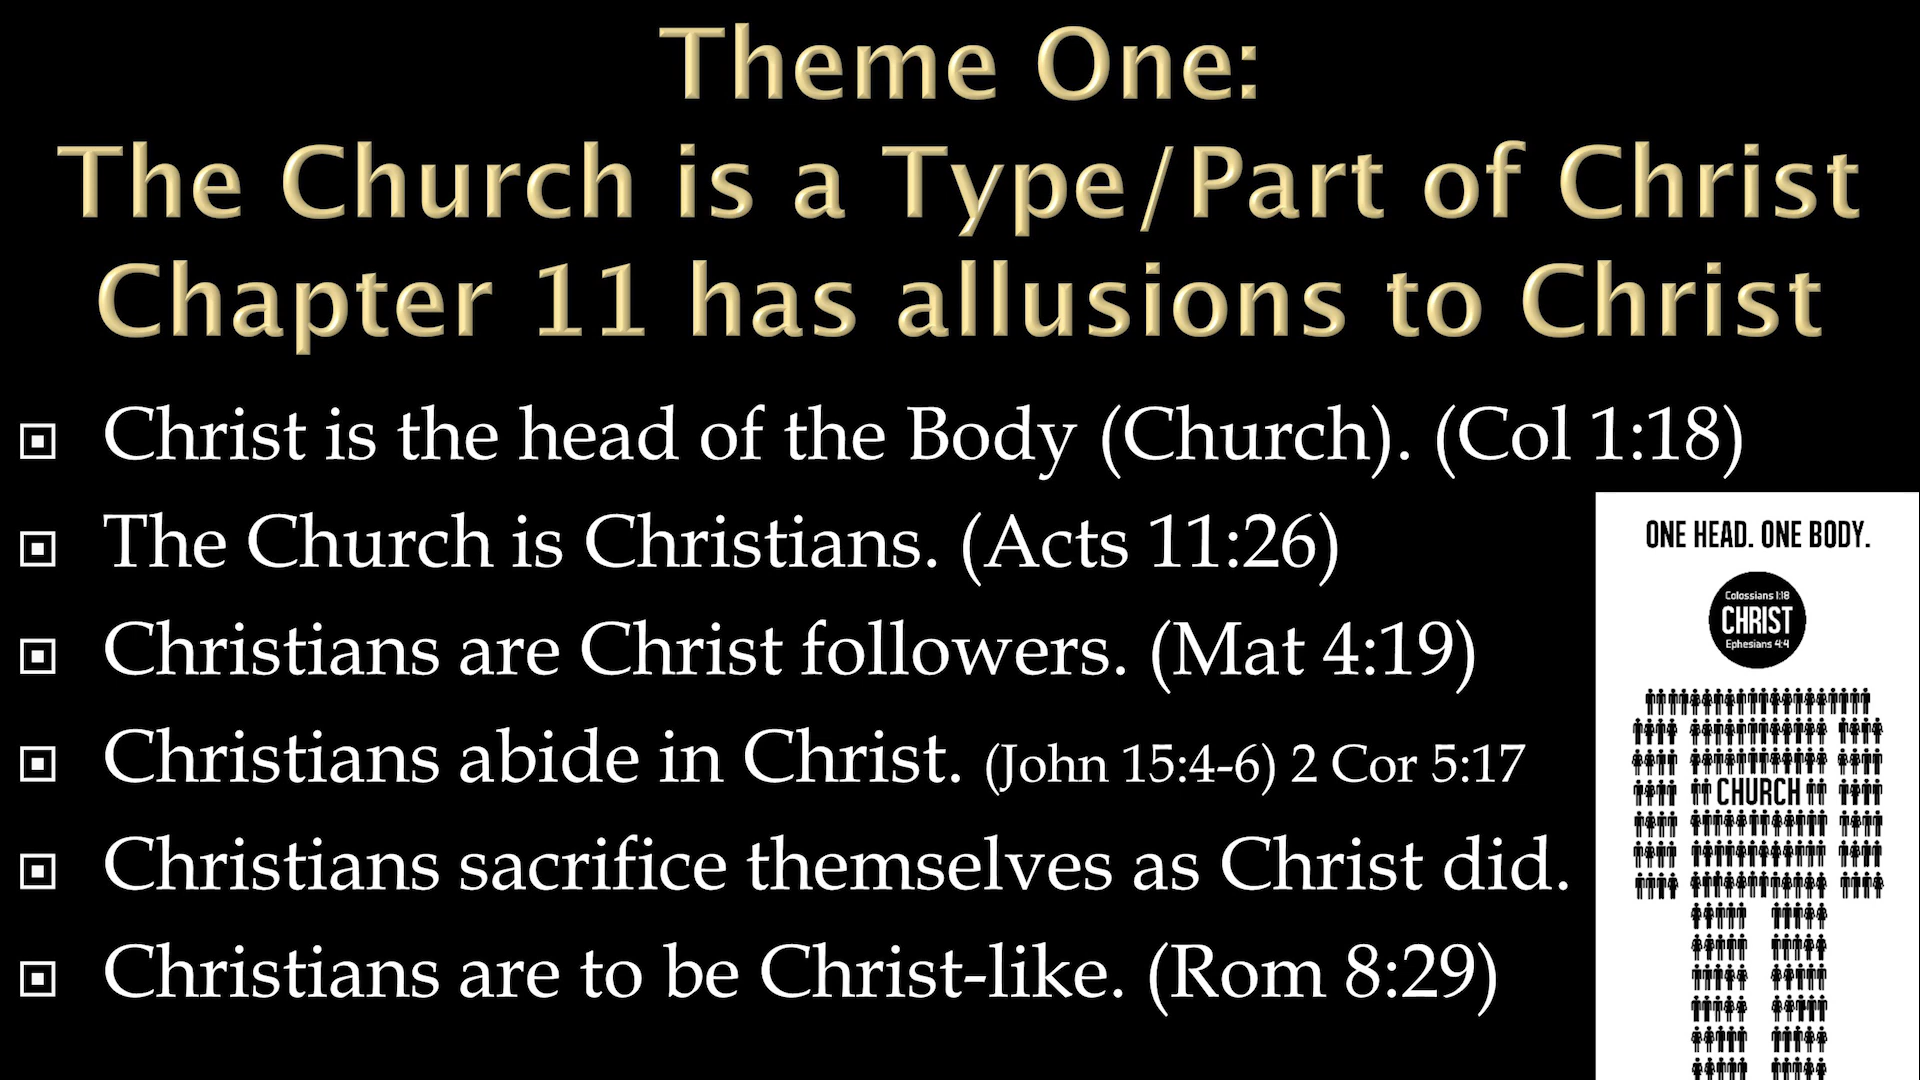 Theme One:
The Church is a Type/Part of Christ
Chapter 11 has allusions to Christ
Christ is the head of the Body (Church). (Col 1:18)
The Church is Christians. (Acts 11:26)
Christians are Christ followers. (Mat 4:19)
Christians abide in Christ. (John 15:4-6) 2 Cor 5:17
Christians sacrifice themselves as Christ did.
Christians are to be Christ-like. (Rom 8:29)
ONE HEAD. ONE BODY.
Colossians 1:18
CHRIST
Ephesians 4:4
CHURCH